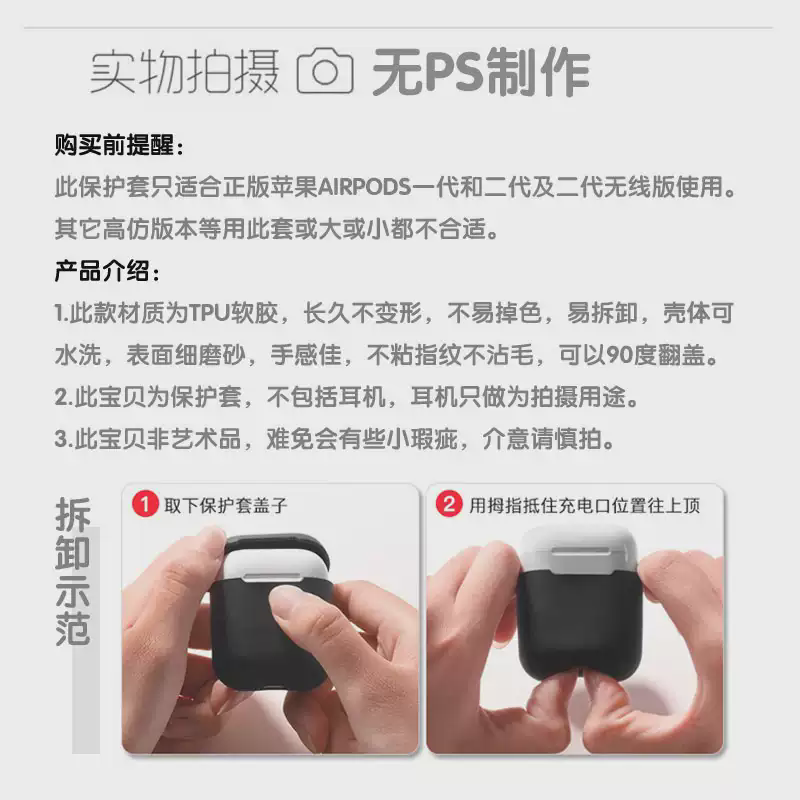 实物拍摄 无PS制作
购买前提醒：
此保护套只适合正版苹果AIRPODS一代和二代及二代无线版使用。
其它高仿版本等用此套或大或小都不合适。
产品介绍：
1.此款材质为TPU软胶，长久不变形，不易掉色，易拆卸，壳体可
水洗，表面细磨砂，手感佳，不粘指纹不沾毛，可以90度翻盖。
2.此宝贝为保护套，不包括耳机，耳机只做为拍摄用途。
3.此宝贝非艺术品，难免会有些小瑕疵，介意请慎拍。
拆卸示范
1 取下保护套盖子
2 用拇指抵住充电口位置往上顶